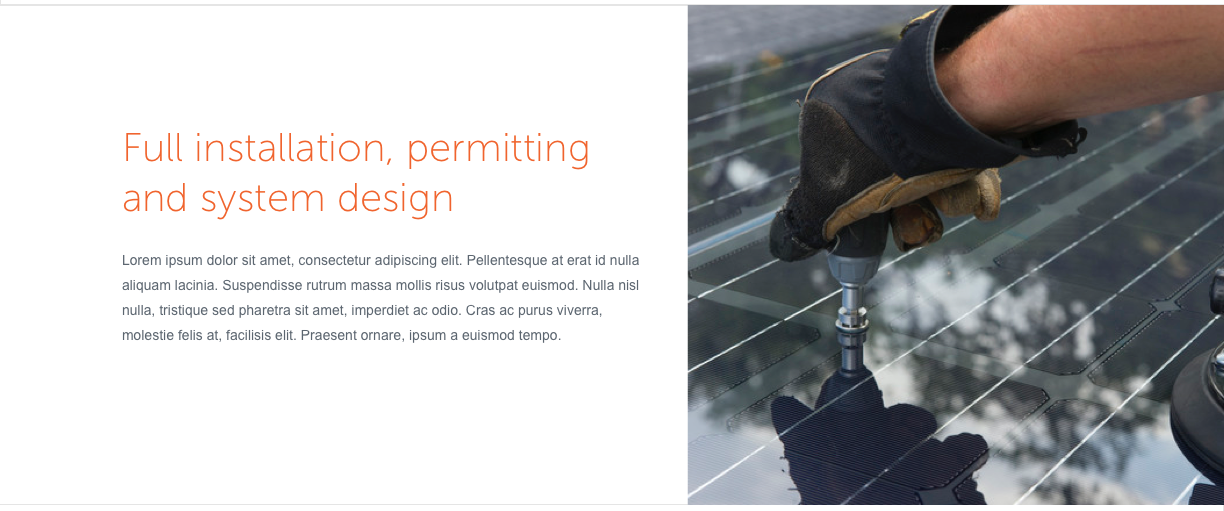 Full installation, permitting
and system design
Lorem ipsum dolor sit amet, consectetur adipiscing elit. Pellentesque at erat id nulla
aliquam lacinia. Suspendisse rutrum massa mollis risus volutpat euismod. Nulla nisl
nulla, tristique sed pharetra sit amet, imperdiet ac odio. Cras ac purus viverra,
molestie felis at, facilisis elit. Praesent ornare, ipsum a euismod tempo.